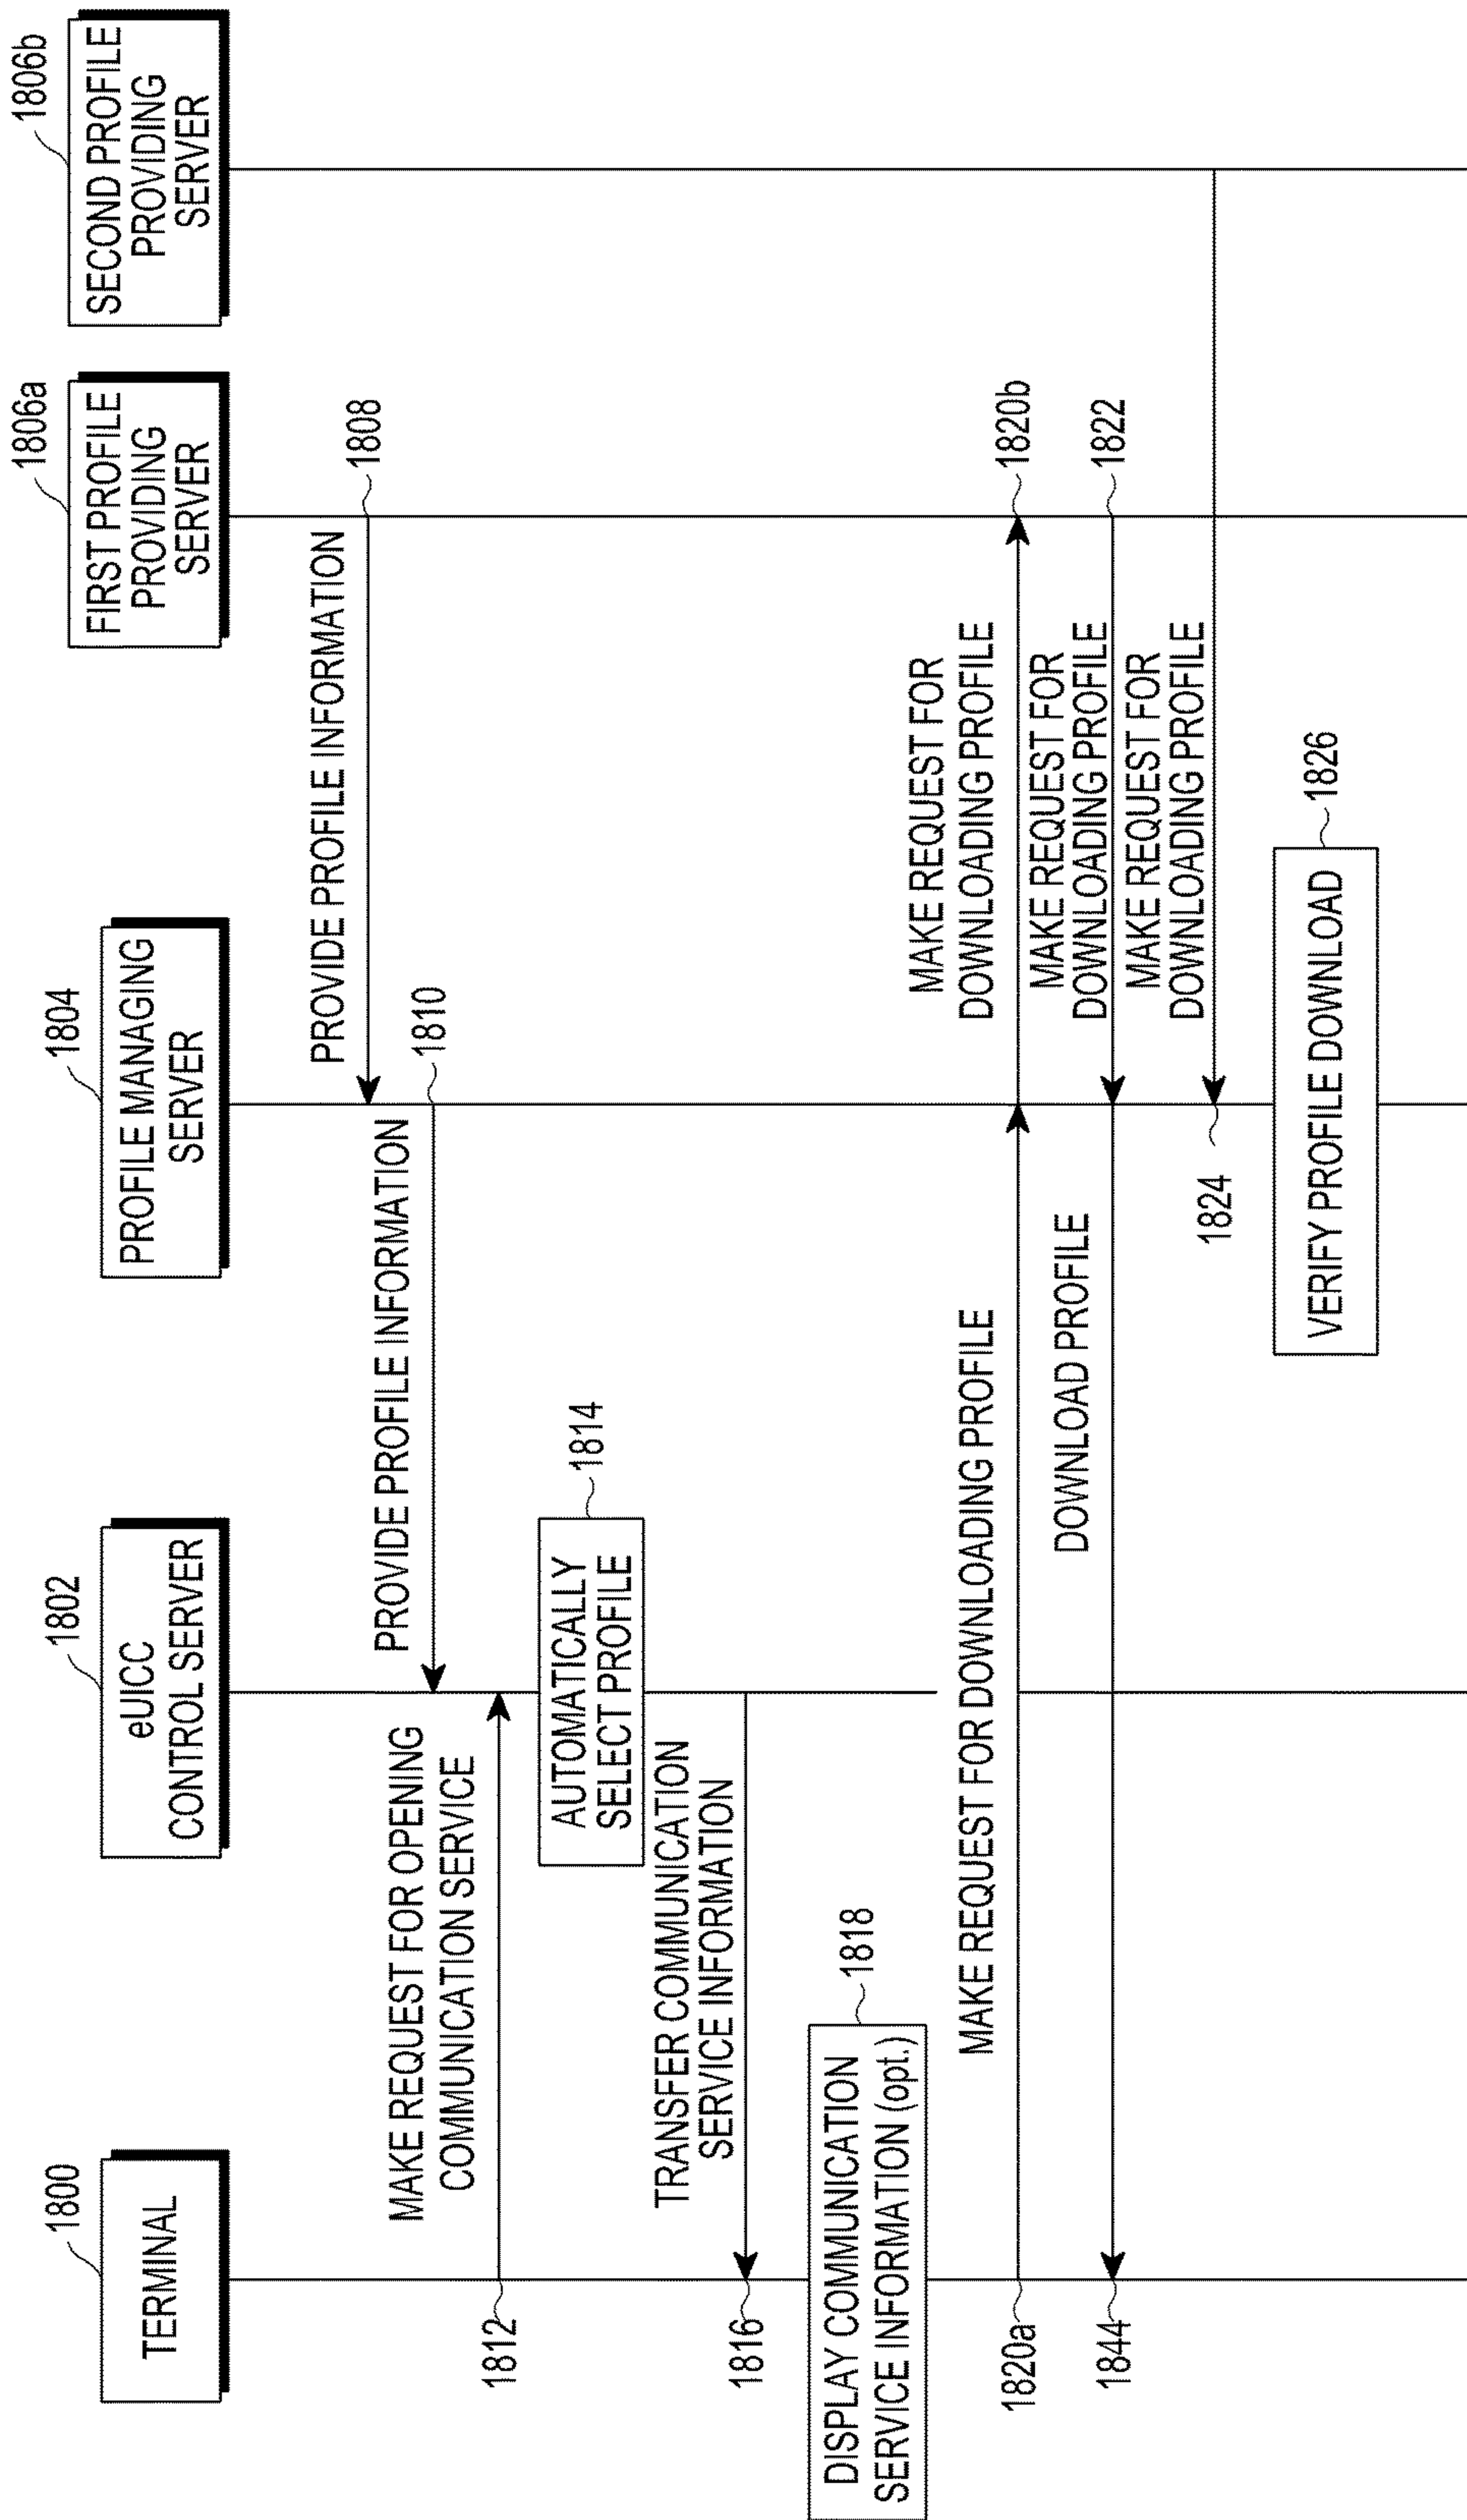 1800
TERMINAL
1802
eUICC
CONTROL SERVER
1804
PROFILE MANAGING
SERVER
1806a
FIRST PROFILE
PROVIDING
SERVER
1806b
SECOND PROFILE
PROVIDING
SERVER
PROVIDE PROFILE INFORMATION
1808
PROVIDE PROFILE INFORMATION
1810
MAKE REQUEST FOR OPENING
COMMUNICATION SERVICE
1812
AUTOMATICALLY
SELECT PROFILE
1814
TRANSFER COMMUNICATION
SERVICE INFORMATION
1816
DISPLAY COMMUNICATION
SERVICE INFORMATION (opt.)
1818
MAKE REQUEST FOR DOWNLOADING PROFILE
1820a
MAKE REQUEST FOR
DOWNLOADING PROFILE
1820b
MAKE REQUEST FOR
DOWNLOADING PROFILE
1822
DOWNLOAD PROFILE
1844
MAKE REQUEST FOR
DOWNLOADING PROFILE
1824
VERIFY PROFILE DOWNLOAD
1826